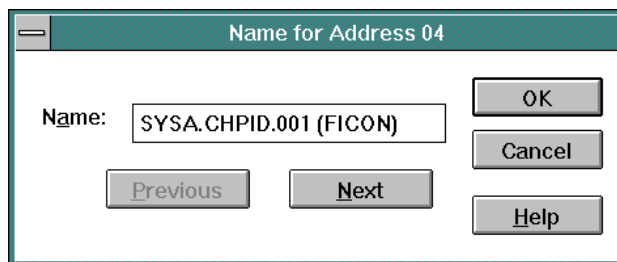 Name for Address 04
OK
Name: SYSA.CHPID.001 (FICON)
Cancel
Previous Next
Help